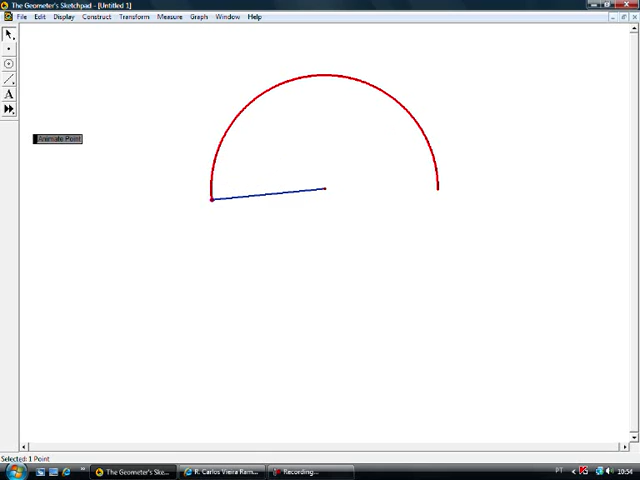 The Geometer's Sketchpad - [Untitled 1]
File Edit Display Construct Transform Measure Graph Window Help
A
Animate Point
Selected: 1 Point
The Geometer's Ske...
R. Carlos Vieira Ram...
Recording...
PT
10:54